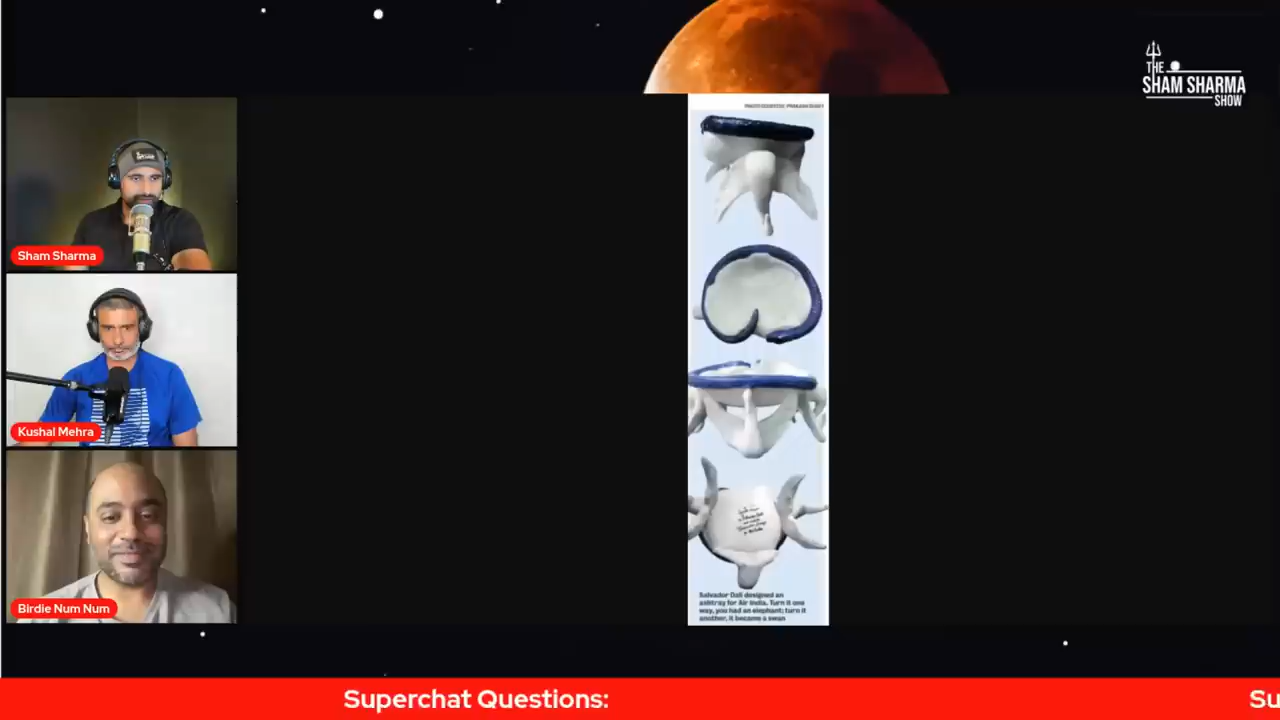 THE
SHAM SHARMA
SHOW
Sham Sharma
Kushal Mehra
Birdie Num Num
Salvador Dali designed an
ashtray for Air India. Turn it one
way, you had an elephant; turn it
another, it became a swan
Superchat Questions:
Su